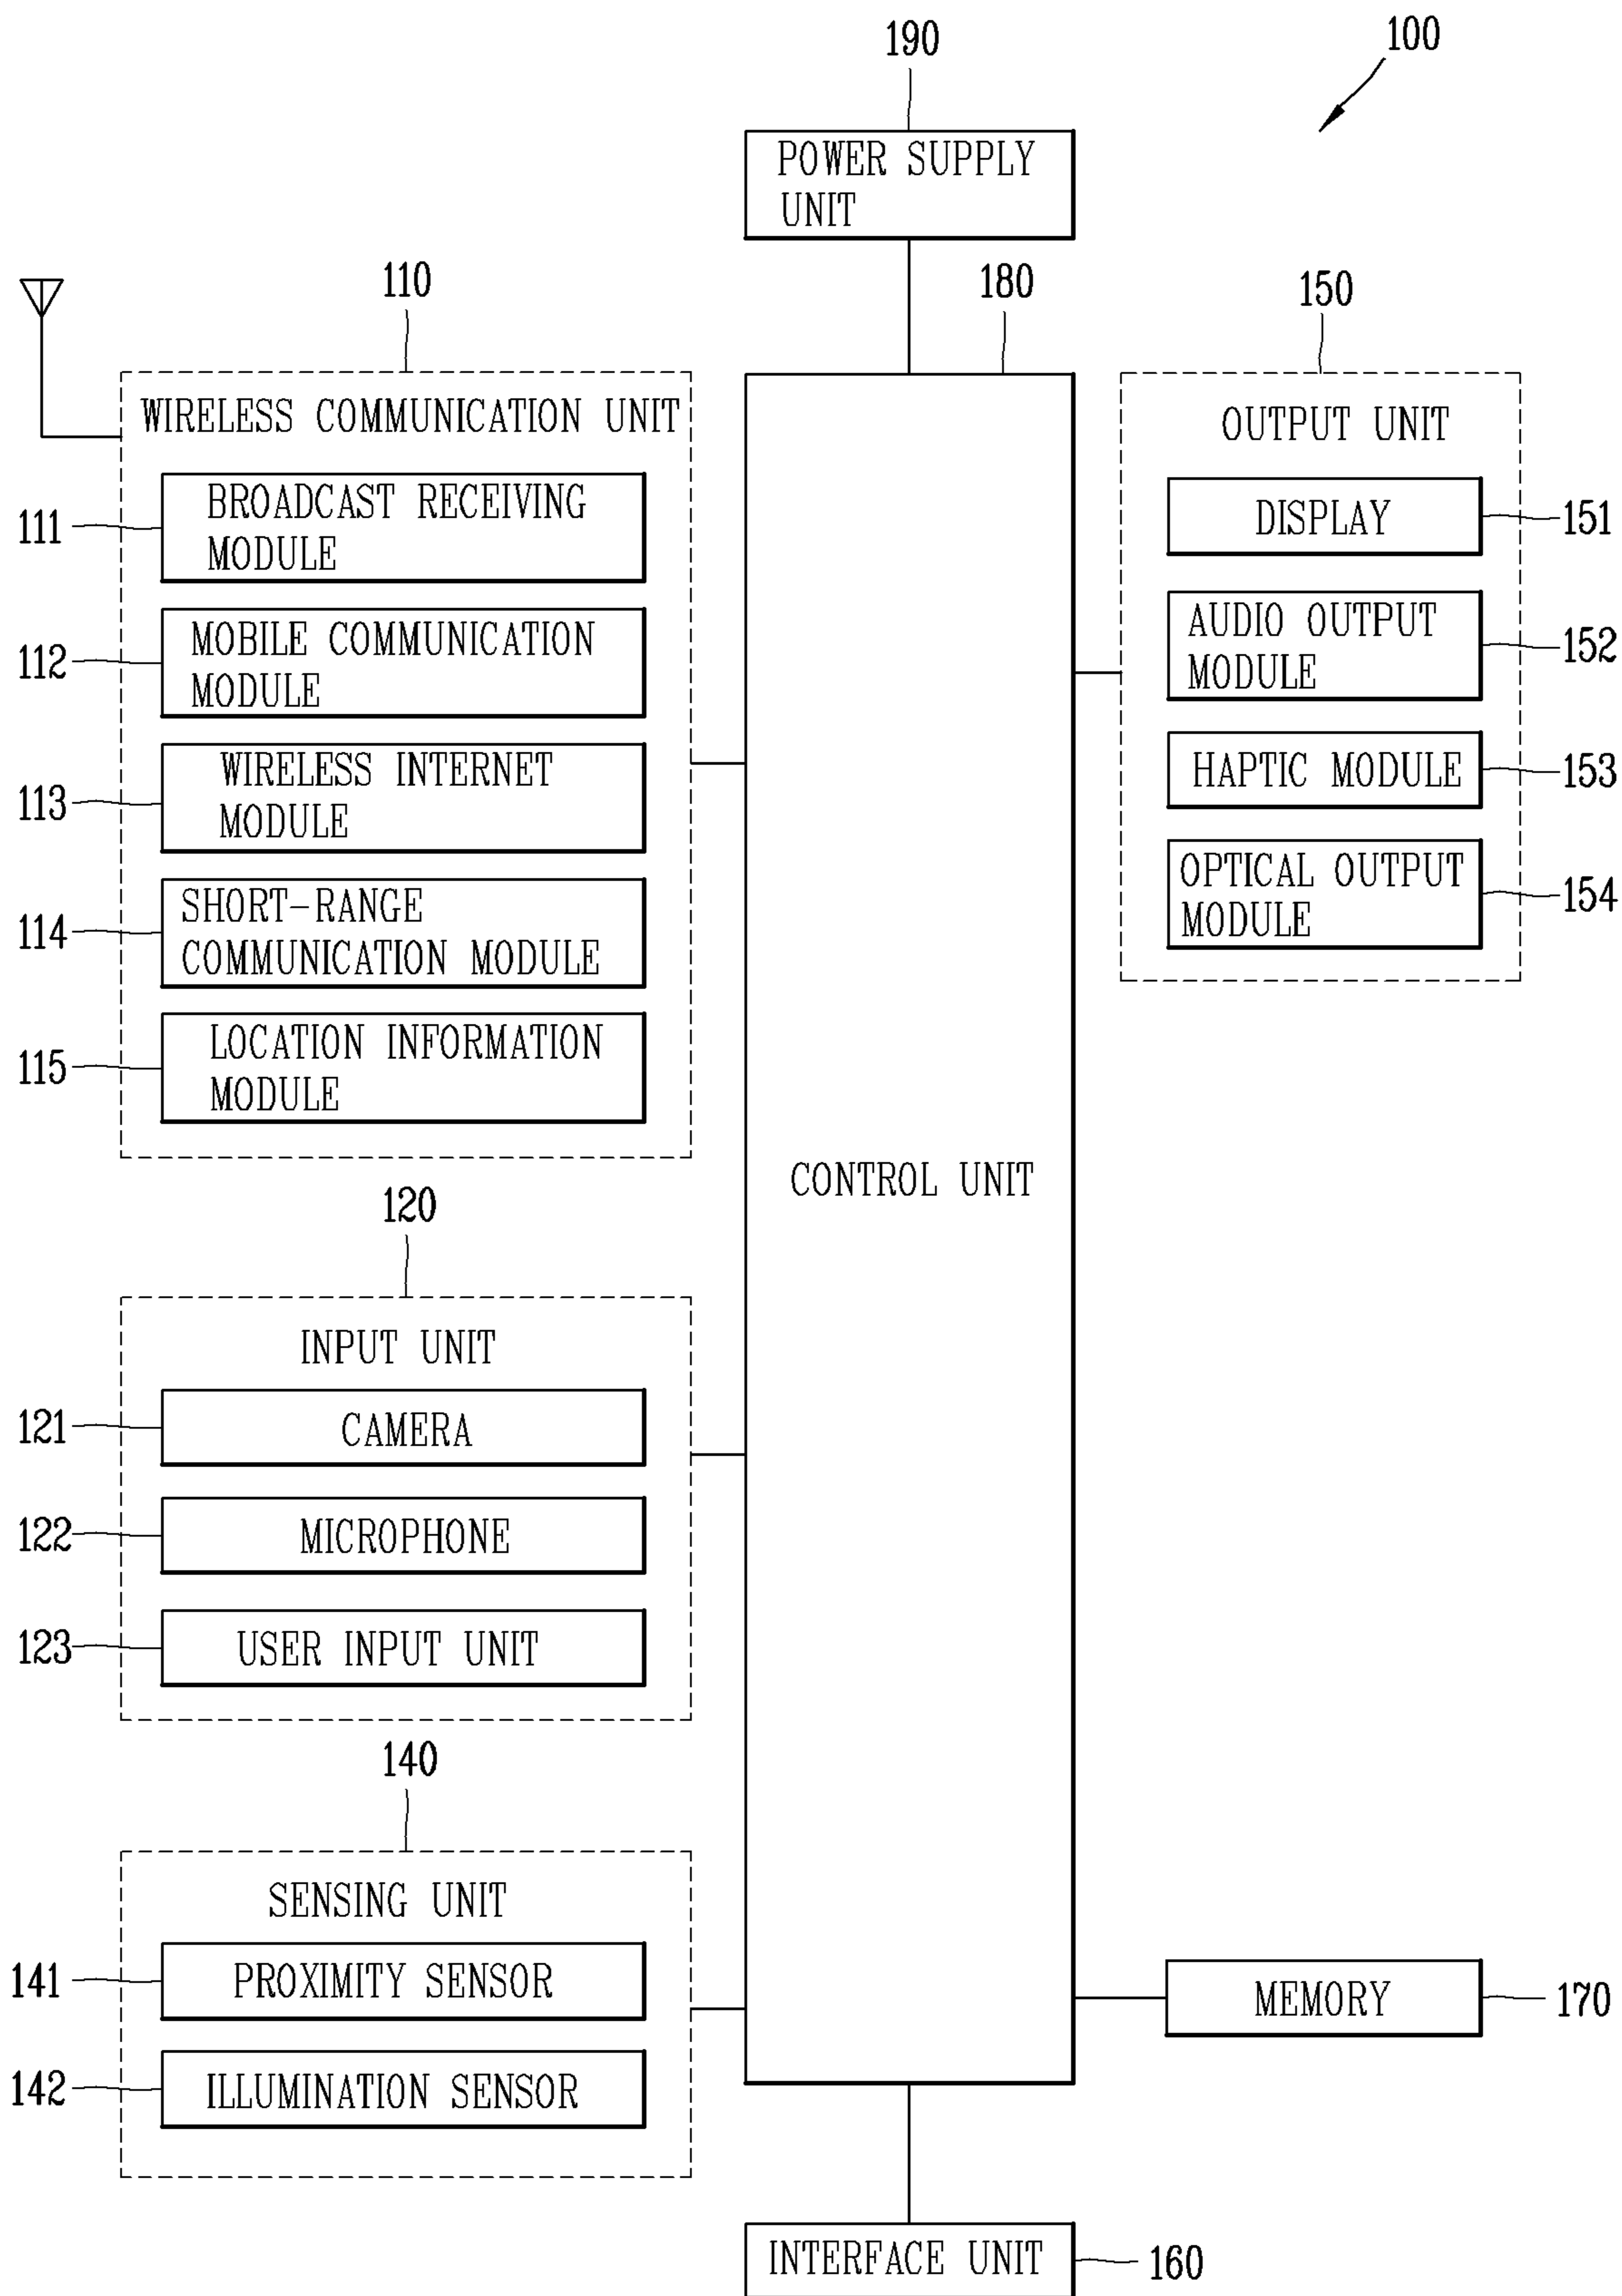 190
100
POWER SUPPLY
UNIT
110
180
150
WIRELESS COMMUNICATION UNIT
111
BROADCAST RECEIVING
MODULE
112
MOBILE COMMUNICATION
MODULE
113
WIRELESS INTERNET
MODULE
114
SHORT-RANGE
COMMUNICATION MODULE
115
LOCATION INFORMATION
MODULE
OUTPUT UNIT
DISPLAY
151
AUDIO OUTPUT
MODULE
152
HAPTIC MODULE
153
OPTICAL OUTPUT
MODULE
154
CONTROL UNIT
120
INPUT UNIT
121
CAMERA
122
MICROPHONE
123
USER INPUT UNIT
140
SENSING UNIT
141
PROXIMITY SENSOR
142
ILLUMINATION SENSOR
MEMORY
170
INTERFACE UNIT
160